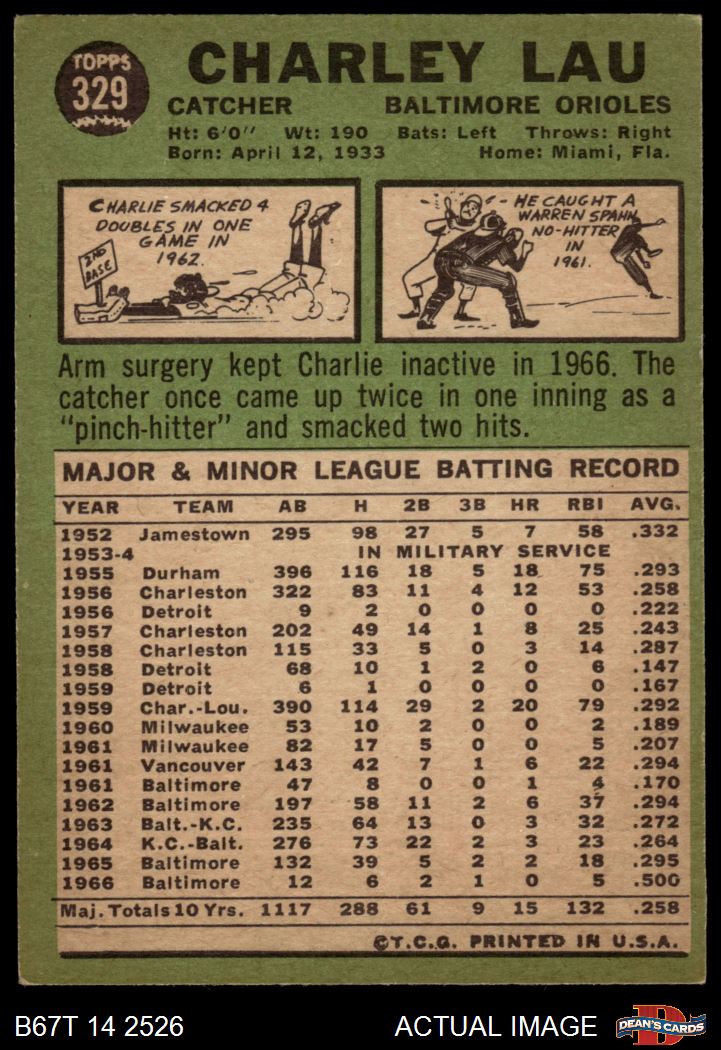 TOPPS
329
CHARLEY LAU
CATCHER BALTIMORE ORIOLES
Ht: 6'0" Wt: 190 Bats: Left Throws: Right
Born: April 12, 1933 Home: Miami, Fla.
CHARLIE SMACKED 4
DOUBLES IN ONE
GAME IN
1962.
2ND
BASE
HE CAUGHT A
WARREN SPAHN
NO-HITTER
IN
1961.
Arm surgery kept Charlie inactive in 1966. The
catcher once came up twice in one inning as a
"pinch-hitter" and smacked two hits.
MAJOR & MINOR LEAGUE BATTING RECORD
YEAR TEAM AB H 2B 3B HR RBI AVG.
1952 Jamestown 295 98 27 5 7 58 .332
1953-4 IN MILITARY SERVICE
1955 Durham 396 116 18 5 18 75 .293
1956 Charleston 322 83 11 4 12 53 .258
1956 Detroit 9 2 0 0 0 0 .222
1957 Charleston 202 49 14 1 8 25 .243
1958 Charleston 115 33 5 0 3 14 .287
1958 Detroit 68 10 1 2 0 6 .147
1959 Detroit 6 1 0 0 0 0 .167
1959 Char.-Lou. 390 114 29 2 20 79 .292
1960 Milwaukee 53 10 2 0 0 2 .189
1961 Milwaukee 82 17 5 0 0 5 .207
1961 Vancouver 143 42 7 1 6 22 .294
1961 Baltimore 47 8 0 0 1 4 .170
1962 Baltimore 197 58 11 2 6 37 .294
1963 Balt.-K.C. 235 64 13 0 3 32 .272
1964 K.C.-Balt. 276 73 22 2 3 23 .264
1965 Baltimore 132 39 5 2 2 18 .295
1966 Baltimore 12 6 2 1 0 5 .500
Maj. Totals 10 Yrs. 1117 288 61 9 15 132 .258
©T.C.G. PRINTED IN U.S.A.
B67T 14 2526 ACTUAL IMAGE
D
DEAN'S CARDS